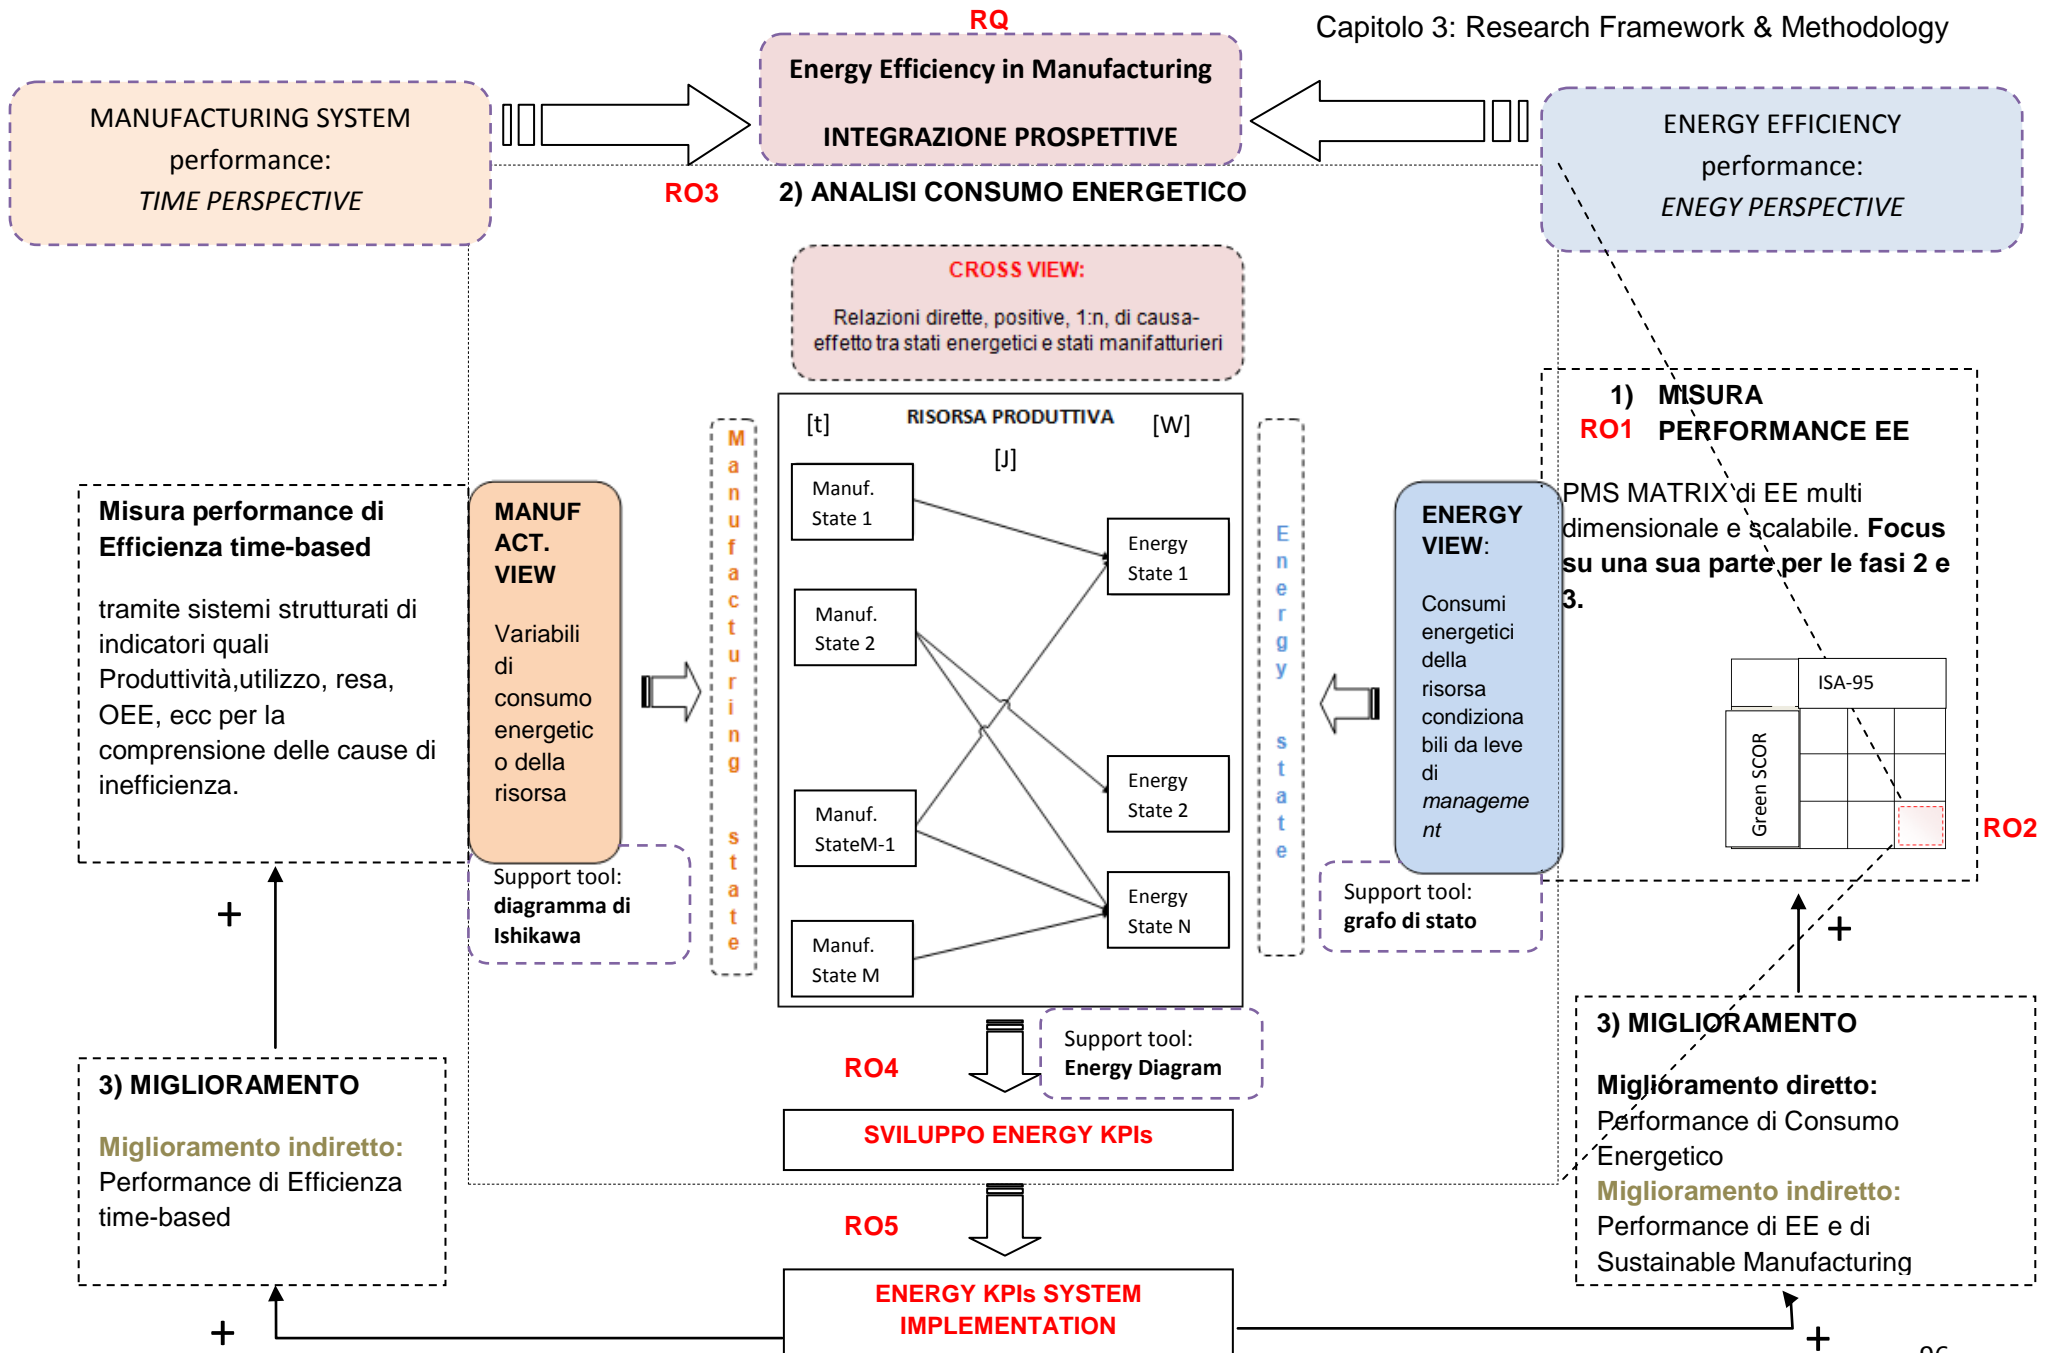 Capitolo 3: Research Framework & Methodology
RQ
Energy Efficiency in Manufacturing
INTEGRAZIONE PROSPETTIVE
MANUFACTURING SYSTEM
performance:
TIME PERSPECTIVE
ENERGY EFFICIENCY
performance:
ENEGY PERSPECTIVE
RO3
2) ANALISI CONSUMO ENERGETICO
CROSS VIEW:
Relazioni dirette, positive, 1:n, di causa-
effetto tra stati energetici e stati manifatturieri
Misura performance di
Efficienza time-based
tramite sistemi strutturati di
indicatori quali
Produttività,utilizzo, resa,
OEE, ecc per la
comprensione delle cause di
inefficienza.
MANUF
ACT.
VIEW
Variabili
di
consumo
energetic
o della
risorsa
Support tool:
diagramma di
Ishikawa
Manufacturing state
RISORSA PRODUTTIVA
[t]
[W]
[J]
Manuf.
State 1
Manuf.
State 2
Manuf.
StateM-1
Manuf.
State M
Energy
State 1
Energy
State 2
Energy
State N
Energy state
ENERGY
VIEW:
Consumi
energetici
della
risorsa
condiziona
bili da leve
di
manageme
nt
Support tool:
grafo di stato
1) MISURA
RO1 PERFORMANCE EE
PMS MATRIX di EE multi
dimensionale e scalabile. Focus
su una sua parte per le fasi 2 e
3.
ISA-95
Green SCOR
RO2
+
+
3) MIGLIORAMENTO
Miglioramento indiretto:
Performance di Efficienza
time-based
RO4
Support tool:
Energy Diagram
SVILUPPO ENERGY KPIs
RO5
ENERGY KPIs SYSTEM
IMPLEMENTATION
3) MIGLIORAMENTO
Miglioramento diretto:
Performance di Consumo
Energetico
Miglioramento indiretto:
Performance di EE e di
Sustainable Manufacturing
+
+